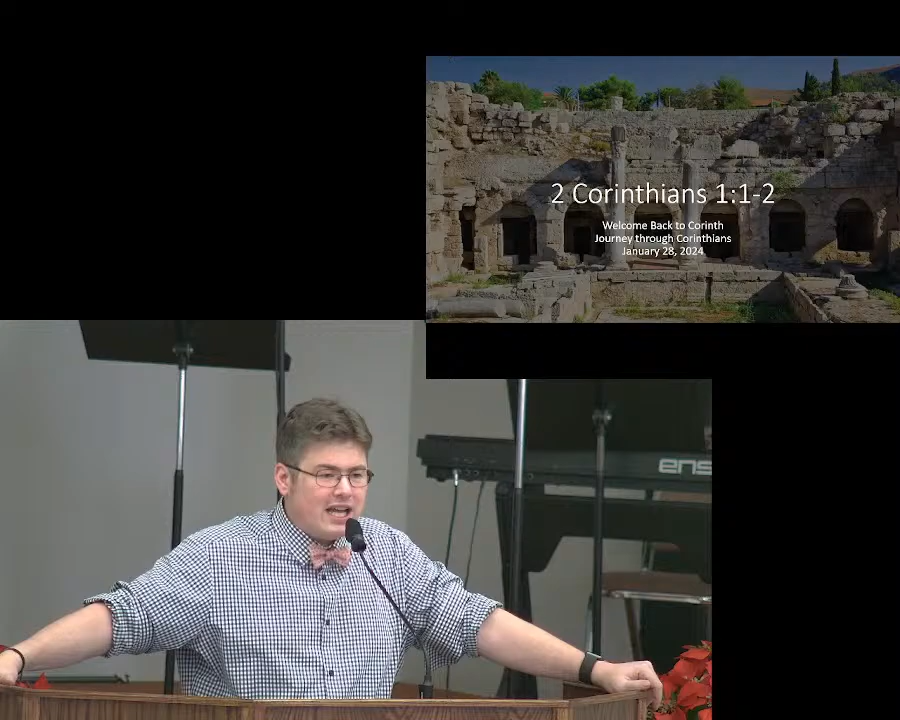 2 Corinthians 1:1-2
Welcome Back to Corinth
Journey through Corinthians
January 28, 2024
ens